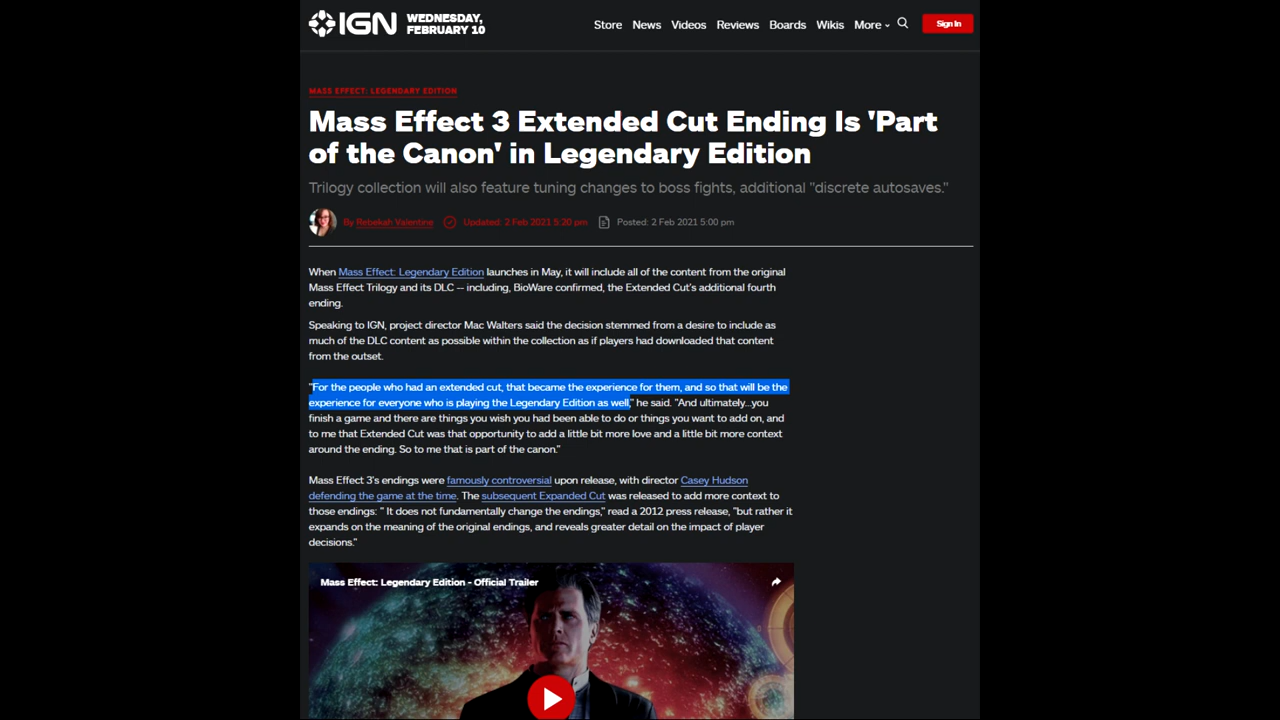 IGN
WEDNESDAY,
FEBRUARY 10
Store News Videos Reviews Boards Wikis More Sign In
MASS EFFECT: LEGENDARY EDITION
Mass Effect 3 Extended Cut Ending Is 'Part
of the Canon' in Legendary Edition
Trilogy collection will also feature tuning changes to boss fights, additional "discrete autosaves."
By Rebekah Valentine Updated: 2 Feb 2021 5:20 pm Posted: 2 Feb 2021 5:00 pm
When Mass Effect: Legendary Edition launches in May, it will include all of the content from the original
Mass Effect Trilogy and its DLC -- including, BioWare confirmed, the Extended Cut's additional fourth
ending.
Speaking to IGN, project director Mac Walters said the decision stemmed from a desire to include as
much of the DLC content as possible within the collection as if players had downloaded that content
from the outset.
"For the people who had an extended cut, that became the experience for them, and so that will be the
experience for everyone who is playing the Legendary Edition as well," he said. "And ultimately...you
finish a game and there are things you wish you had been able to do or things you want to add on, and
to me that Extended Cut was that opportunity to add a little bit more love and a little bit more context
around the ending. So to me that is part of the canon."
Mass Effect 3's endings were famously controversial upon release, with director Casey Hudson
defending the game at the time. The subsequent Expanded Cut was released to add more context to
those endings: " It does not fundamentally change the endings," read a 2012 press release, "but rather it
expands on the meaning of the original endings, and reveals greater detail on the impact of player
decisions."
Mass Effect: Legendary Edition - Official Trailer